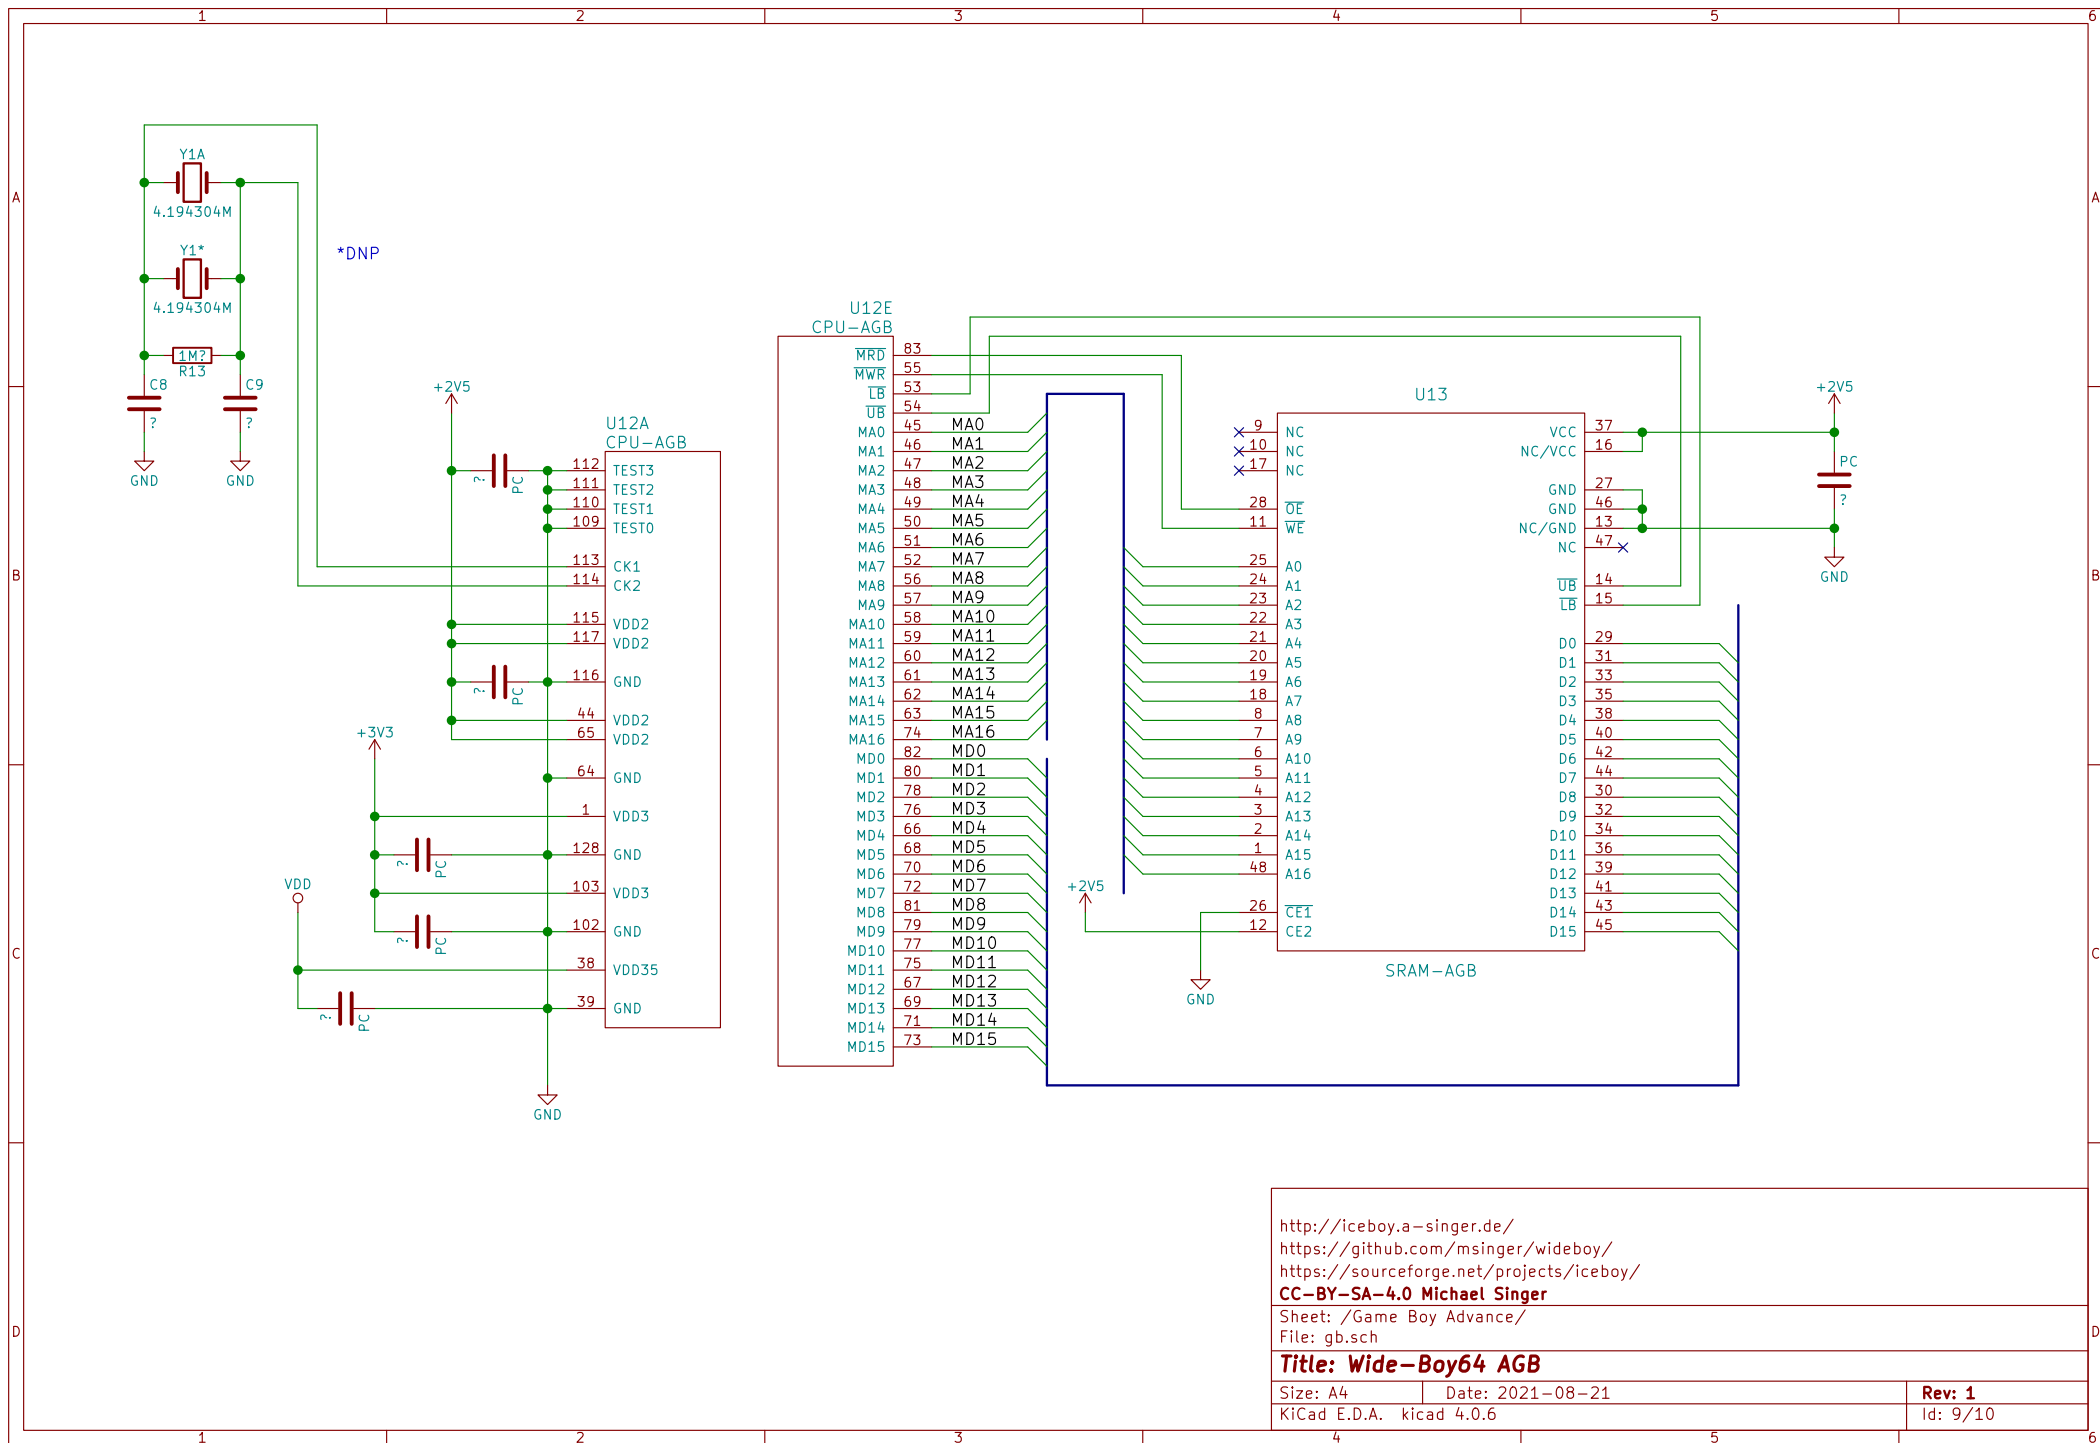 1 2 3 4 5 6
A A
B B
C C
D D
1 2 3 4 5 6
Y1A
4.194304M
Y1*
4.194304M
*DNP
1M?
R13
C8
?
C9
?
GND
GND
+2V5
? PC
? PC
+3V3
? PC
? PC
VDD
? PC
GND
U12A
CPU-AGB
112 TEST3
111 TEST2
110 TEST1
109 TEST0
113 CK1
114 CK2
115 VDD2
117 VDD2
116 GND
44 VDD2
65 VDD2
64 GND
1 VDD3
128 GND
103 VDD3
102 GND
38 VDD35
39 GND
U12E
CPU-AGB
MRD 83
MWR 55
LB 53
UB 54
MA0 45 MA0
MA1 46 MA1
MA2 47 MA2
MA3 48 MA3
MA4 49 MA4
MA5 50 MA5
MA6 51 MA6
MA7 52 MA7
MA8 56 MA8
MA9 57 MA9
MA10 58 MA10
MA11 59 MA11
MA12 60 MA12
MA13 61 MA13
MA14 62 MA14
MA15 63 MA15
MA16 74 MA16
MD0 82 MD0
MD1 80 MD1
MD2 78 MD2
MD3 76 MD3
MD4 66 MD4
MD5 68 MD5
MD6 70 MD6
MD7 72 MD7
MD8 81 MD8
MD9 79 MD9
MD10 77 MD10
MD11 75 MD11
MD12 67 MD12
MD13 69 MD13
MD14 71 MD14
MD15 73 MD15
U13
9 NC
10 NC
17 NC
28 OE
11 WE
25 A0
24 A1
23 A2
22 A3
21 A4
20 A5
19 A6
18 A7
8 A8
7 A9
6 A10
5 A11
4 A12
3 A13
2 A14
1 A15
48 A16
26 CE1
12 CE2
+2V5
GND
VCC 37
NC/VCC 16
GND 27
GND 46
NC/GND 13
NC 47
UB 14
LB 15
D0 29
D1 31
D2 33
D3 35
D4 38
D5 40
D6 42
D7 44
D8 30
D9 32
D10 34
D11 36
D12 39
D13 41
D14 43
D15 45
SRAM-AGB
+2V5
PC
?
GND
http://iceboy.a-singer.de/
https://github.com/msinger/wideboy/
https://sourceforge.net/projects/iceboy/
CC-BY-SA-4.0 Michael Singer
Sheet: /Game Boy Advance/
File: gb.sch
Title: Wide-Boy64 AGB
Size: A4 Date: 2021-08-21 Rev: 1
KiCad E.D.A. kicad 4.0.6 Id: 9/10